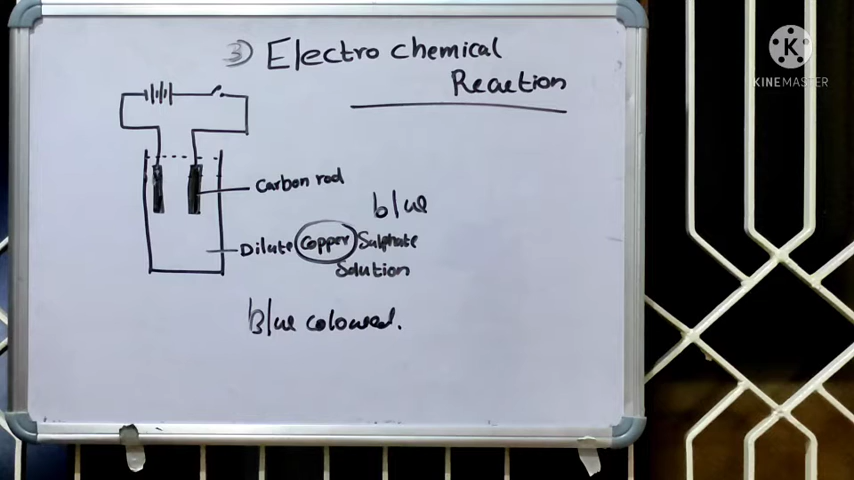 ③ Electro chemical
Reaction
Carbon rod
blue
Dilute Copper Sulphate
Solution
Blue coloured.
K
KINEMASTER